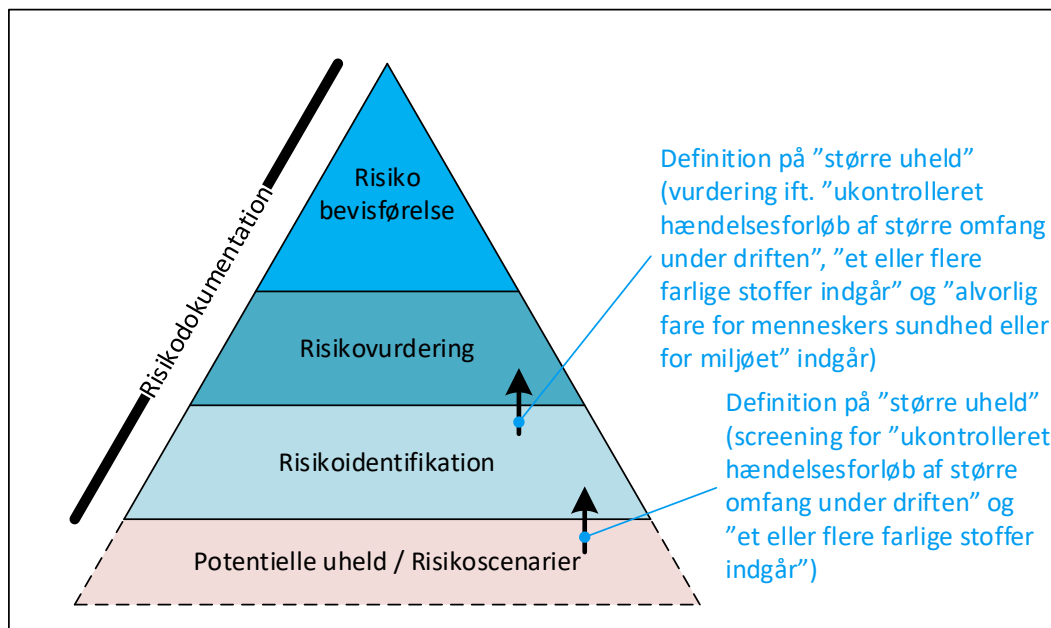 Risikodokumentation
Risiko
bevisførelse
Risikovurdering
Risikoidentifikation
Potentielle uheld / Risikoscenarier
Definition på ”større uheld”
(vurdering ift. ”ukontrolleret
hændelsesforløb af større omfang
under driften”, ”et eller flere
farlige stoffer indgår” og ”alvorlig
fare for menneskers sundhed eller
for miljøet” indgår)
Definition på ”større uheld”
(screening for ”ukontrolleret
hændelsesforløb af større
omfang under driften” og
”et eller flere farlige stoffer
indgår”)